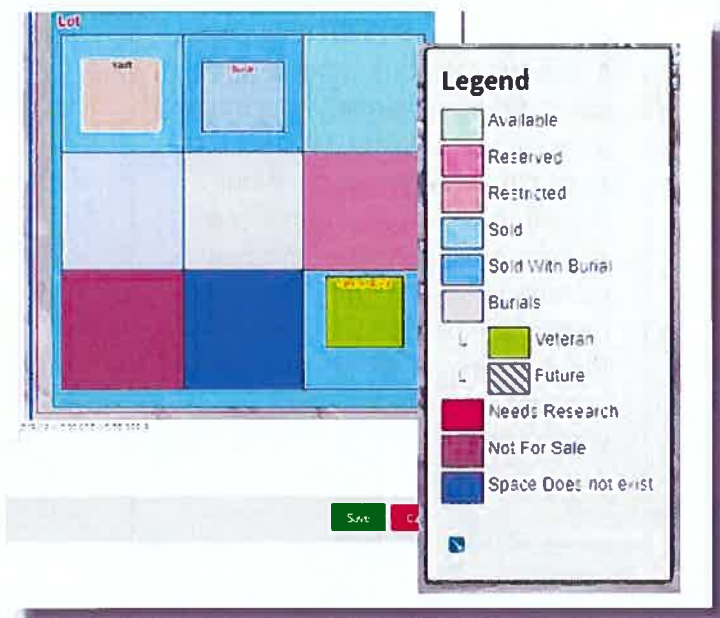 Lot
Legend
Available
Reserved
Restricted
Sold
Sold With Burial
Burials
Veteran
Future
Needs Research
Not For Sale
Space Does not exist
Save